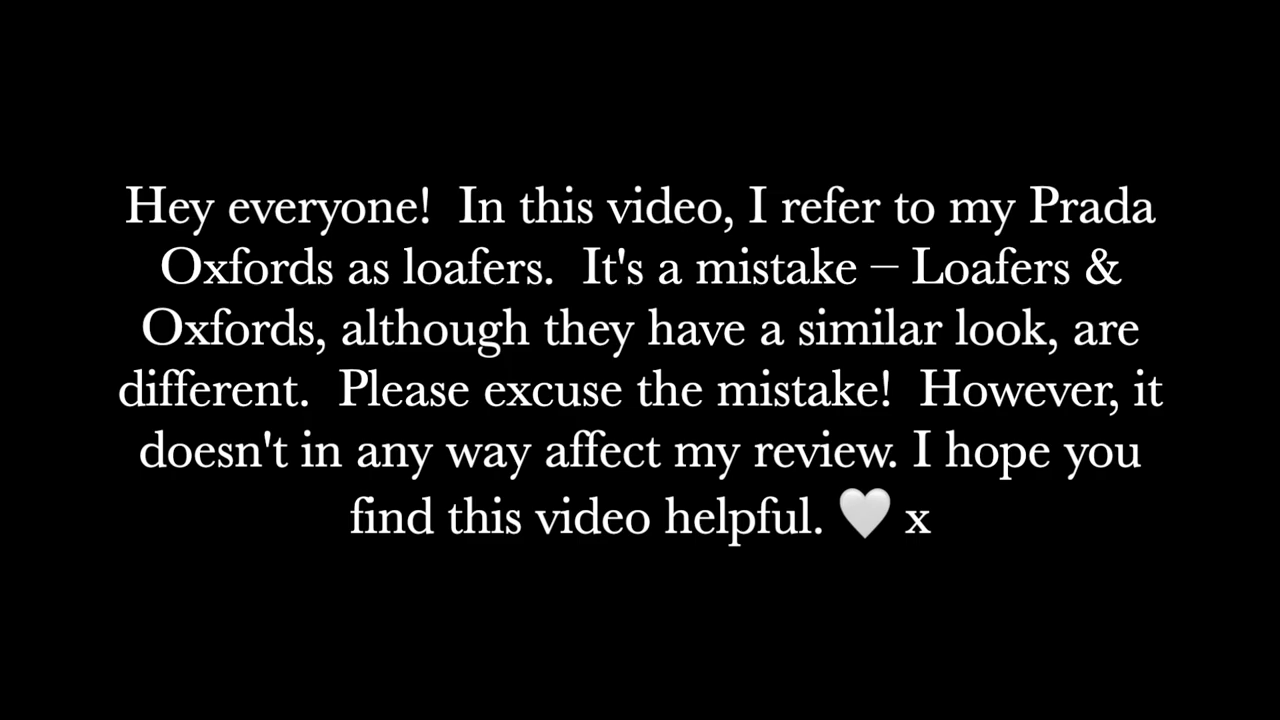 Hey everyone!  In this video, I refer to my Prada
Oxfords as loafers.  It's a mistake – Loafers &
Oxfords, although they have a similar look, are
different.  Please excuse the mistake!  However, it
doesn't in any way affect my review. I hope you
find this video helpful. 🤍 x